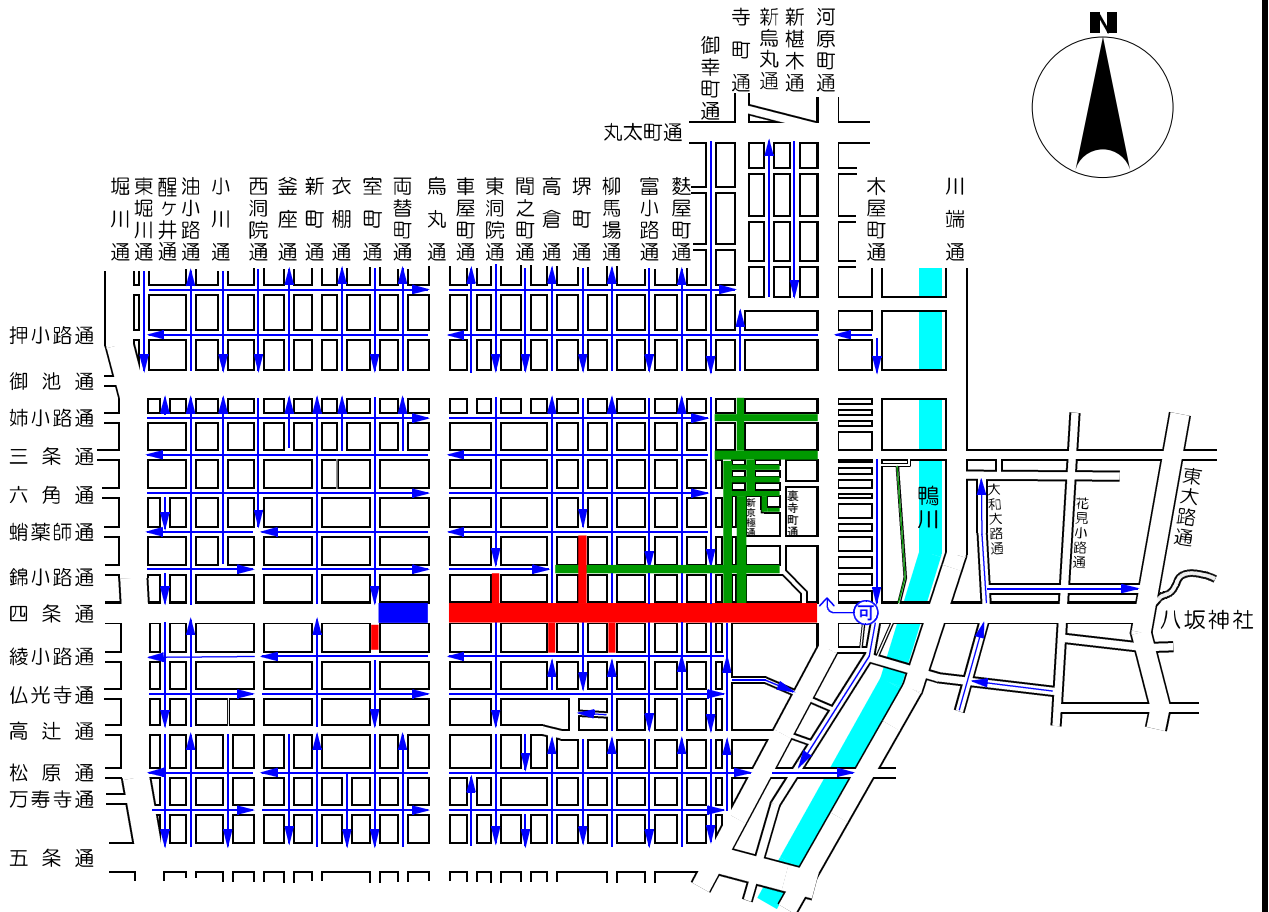 御幸町通
寺町通
新烏丸通
新椹木通
河原町通
N
丸太町通
堀川通
東堀川通
醒ヶ井通
油小路通
小川通
西洞院通
釜座通
新町通
衣棚通
室町通
両替町通
烏丸通
車屋町通
東洞院通
間之町通
高倉通
堺町通
柳馬場通
富小路通
麩屋町通
木屋町通
川端通
押小路通
御池通
姉小路通
三条通
六角通
蛸薬師通
錦小路通
四条通
綾小路通
仏光寺通
高辻通
松原通
万寿寺通
五条通
新京極通
裏寺町通
鴨川
大和大路通
花見小路通
東大路通
可
八坂神社